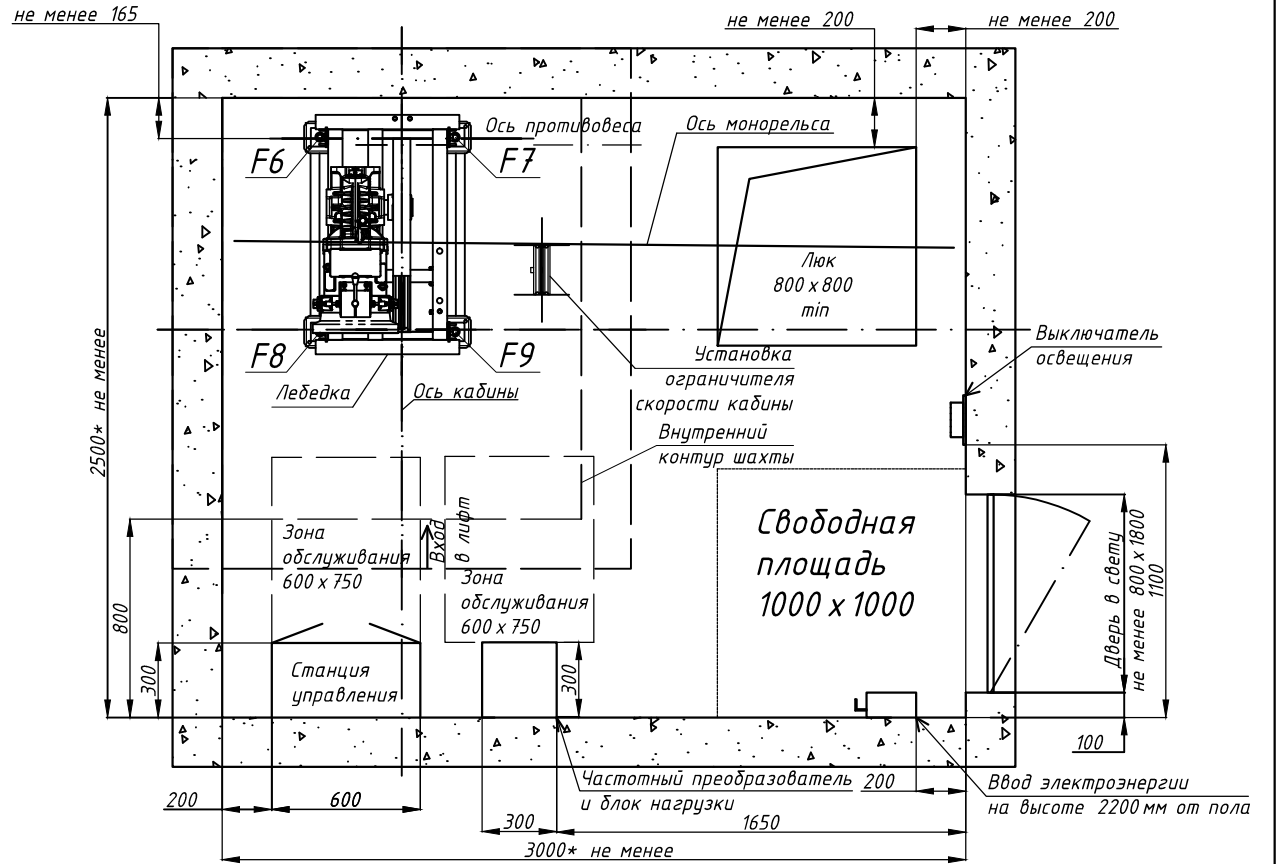 не менее 165
не менее 200
не менее 200
Ось противовеса
Ось монорельса
F6
F7
Люк
800 x 800
min
F8
F9
Выключатель
освещения
Установка
ограничителя
скорости кабины
Лебедка
Ось кабины
2500* не менее
Внутренний
контур шахты
Свободная
площадь
1000 x 1000
Зона
обслуживания
600 x 750
Вход
в лифт
Зона
обслуживания
600 x 750
Дверь в свету
не менее 800 x 1800
1100
800
300
Станция
управления
300
100
Частотный преобразователь
и блок нагрузки
200
Ввод электроэнергии
на высоте 2200 мм от пола
200
600
300
1650
3000* не менее